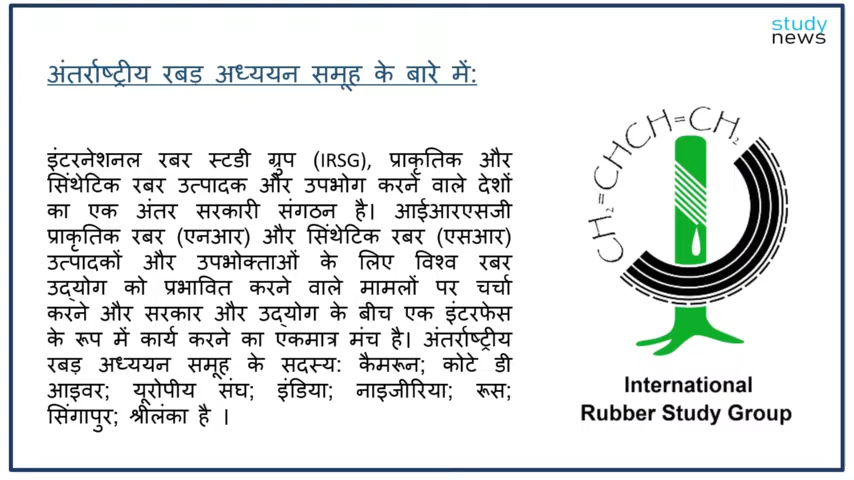 study
news
अंतर्राष्ट्रीय रबड़ अध्ययन समूह के बारे में:
इंटरनेशनल रबर स्टडी ग्रुप (IRSG), प्राकृतिक और
सिंथेटिक रबर उत्पादक और उपभोग करने वाले देशों
का एक अंतर सरकारी संगठन है। आईआरएसजी
प्राकृतिक रबर (एनआर) और सिंथेटिक रबर (एसआर)
उत्पादकों और उपभोक्ताओं के लिए विश्व रबर
उद्योग को प्रभावित करने वाले मामलों पर चर्चा
करने और सरकार और उद्योग के बीच एक इंटरफेस
के रूप में कार्य करने का एकमात्र मंच है। अंतर्राष्ट्रीय
रबड़ अध्ययन समूह के सदस्य: कैमरून; कोटे डी
आइवर; यूरोपीय संघ; इंडिया; नाइजीरिया; रूस;
सिंगापुर; श्रीलंका है ।
CH₂=CHCH=CH₂
International
Rubber Study Group